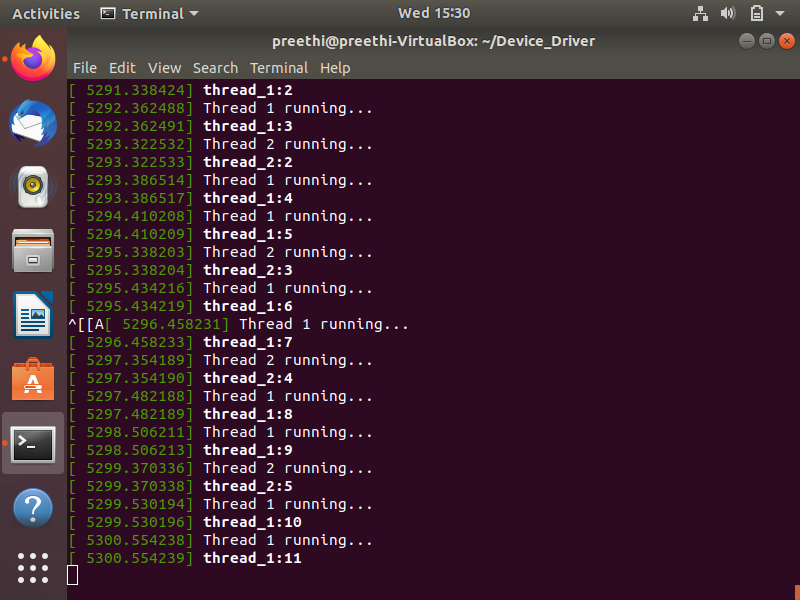 Activities Terminal Wed 15:30
preethi@preethi-VirtualBox: ~/Device_Driver
File Edit View Search Terminal Help
[ 5291.338424] thread_1:2
[ 5292.362488] Thread 1 running...
[ 5292.362491] thread_1:3
[ 5293.322532] Thread 2 running...
[ 5293.322533] thread_2:2
[ 5293.386514] Thread 1 running...
[ 5293.386517] thread_1:4
[ 5294.410208] Thread 1 running...
[ 5294.410209] thread_1:5
[ 5295.338203] Thread 2 running...
[ 5295.338204] thread_2:3
[ 5295.434216] Thread 1 running...
[ 5295.434219] thread_1:6
^[[A[ 5296.458231] Thread 1 running...
[ 5296.458233] thread_1:7
[ 5297.354189] Thread 2 running...
[ 5297.354190] thread_2:4
[ 5297.482188] Thread 1 running...
[ 5297.482189] thread_1:8
[ 5298.506211] Thread 1 running...
[ 5298.506213] thread_1:9
[ 5299.370336] Thread 2 running...
[ 5299.370338] thread_2:5
[ 5299.530194] Thread 1 running...
[ 5299.530196] thread_1:10
[ 5300.554238] Thread 1 running...
[ 5300.554239] thread_1:11